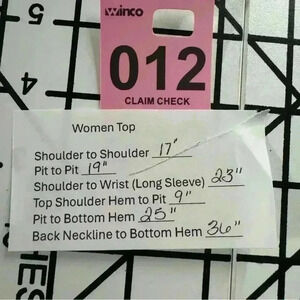 winco
012
CLAIM CHECK
Women Top
Shoulder to Shoulder 17"
Pit to Pit 19"
Shoulder to Wrist (Long Sleeve) 23"
Top Shoulder Hem to Pit 9"
Pit to Bottom Hem 25"
Back Neckline to Bottom Hem 36"
5
4